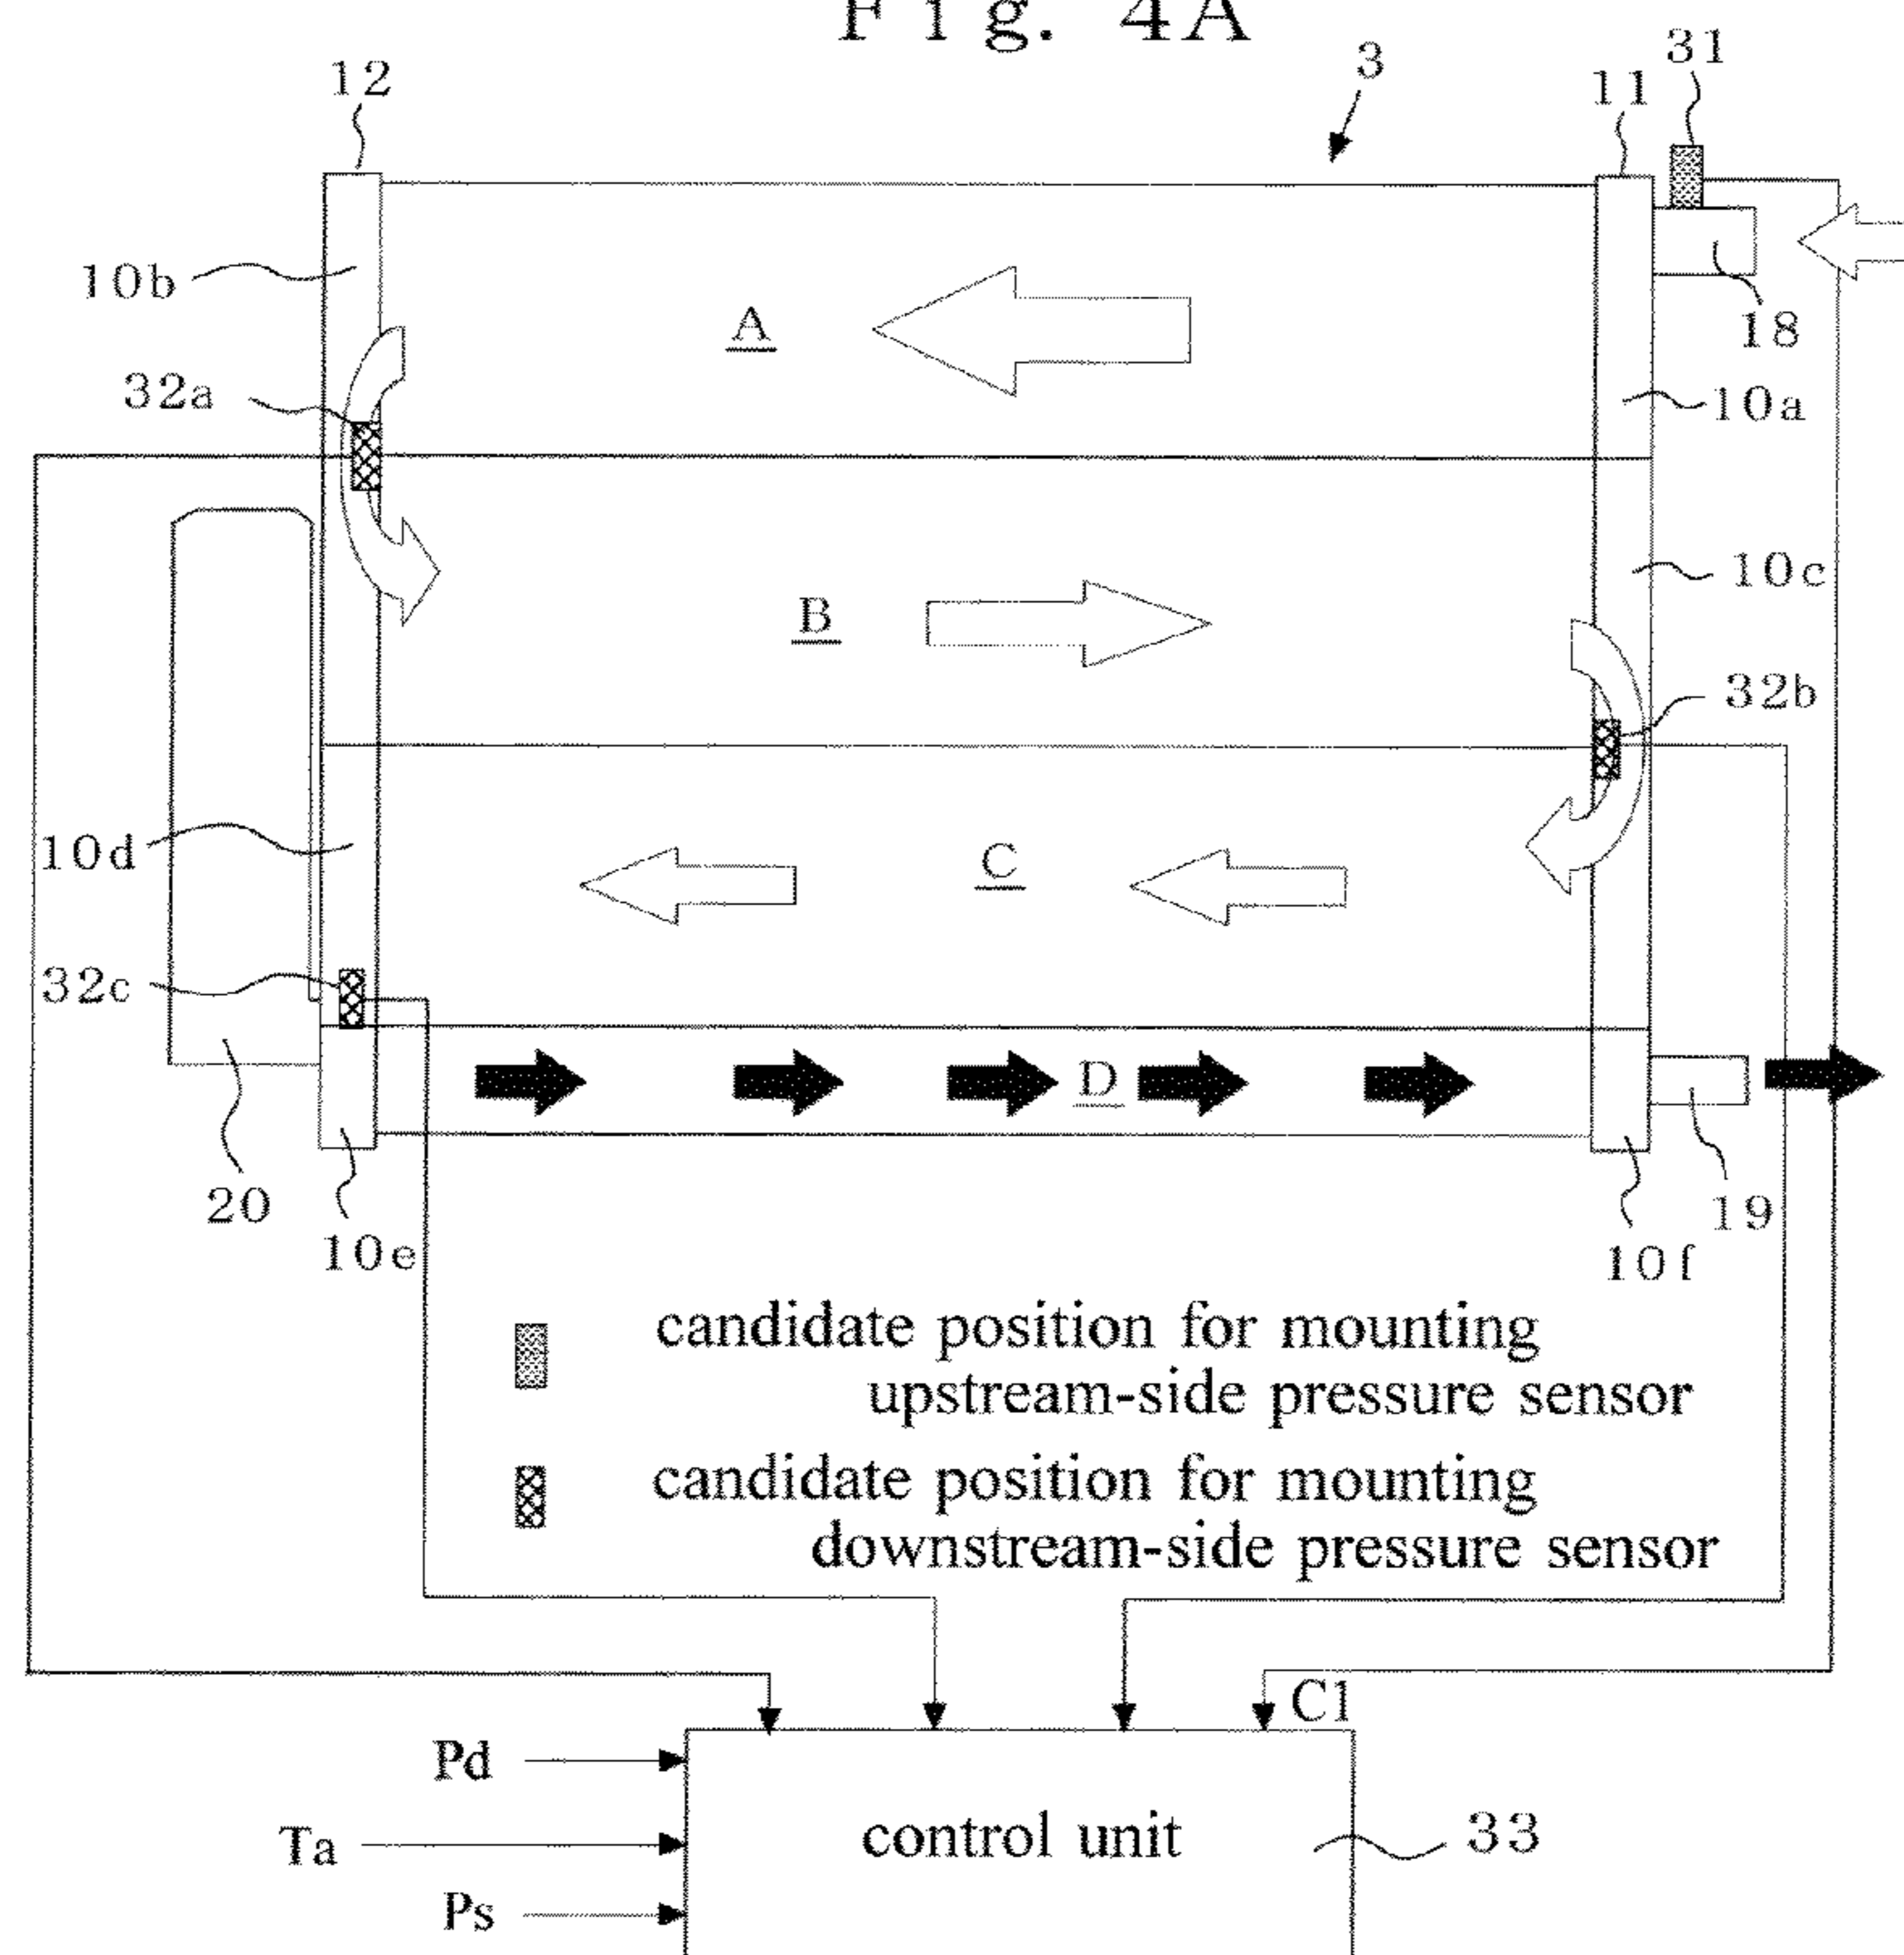 Fig. 4A
3
31
12
11
10b
A
18
32a
10a
10c
B
32b
10d
C
32c
D
20
19
10e
10f
candidate position for mounting
upstream-side pressure sensor
candidate position for mounting
downstream-side pressure sensor
C1
Pd
Ta
control unit
33
Ps